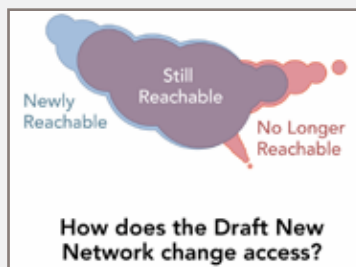 Still
Reachable
Newly
Reachable
No Longer
Reachable
How does the Draft New
Network change access?